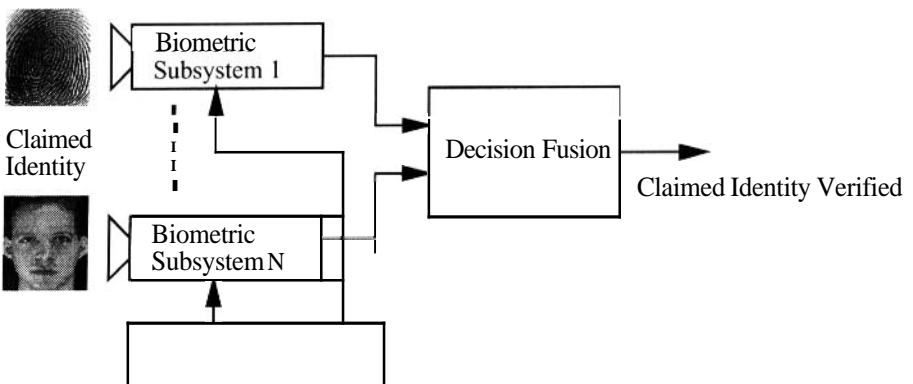 Biometric
Subsystem 1
Claimed
Identity
Decision Fusion
Claimed Identity Verified
Biometric
Subsystem N